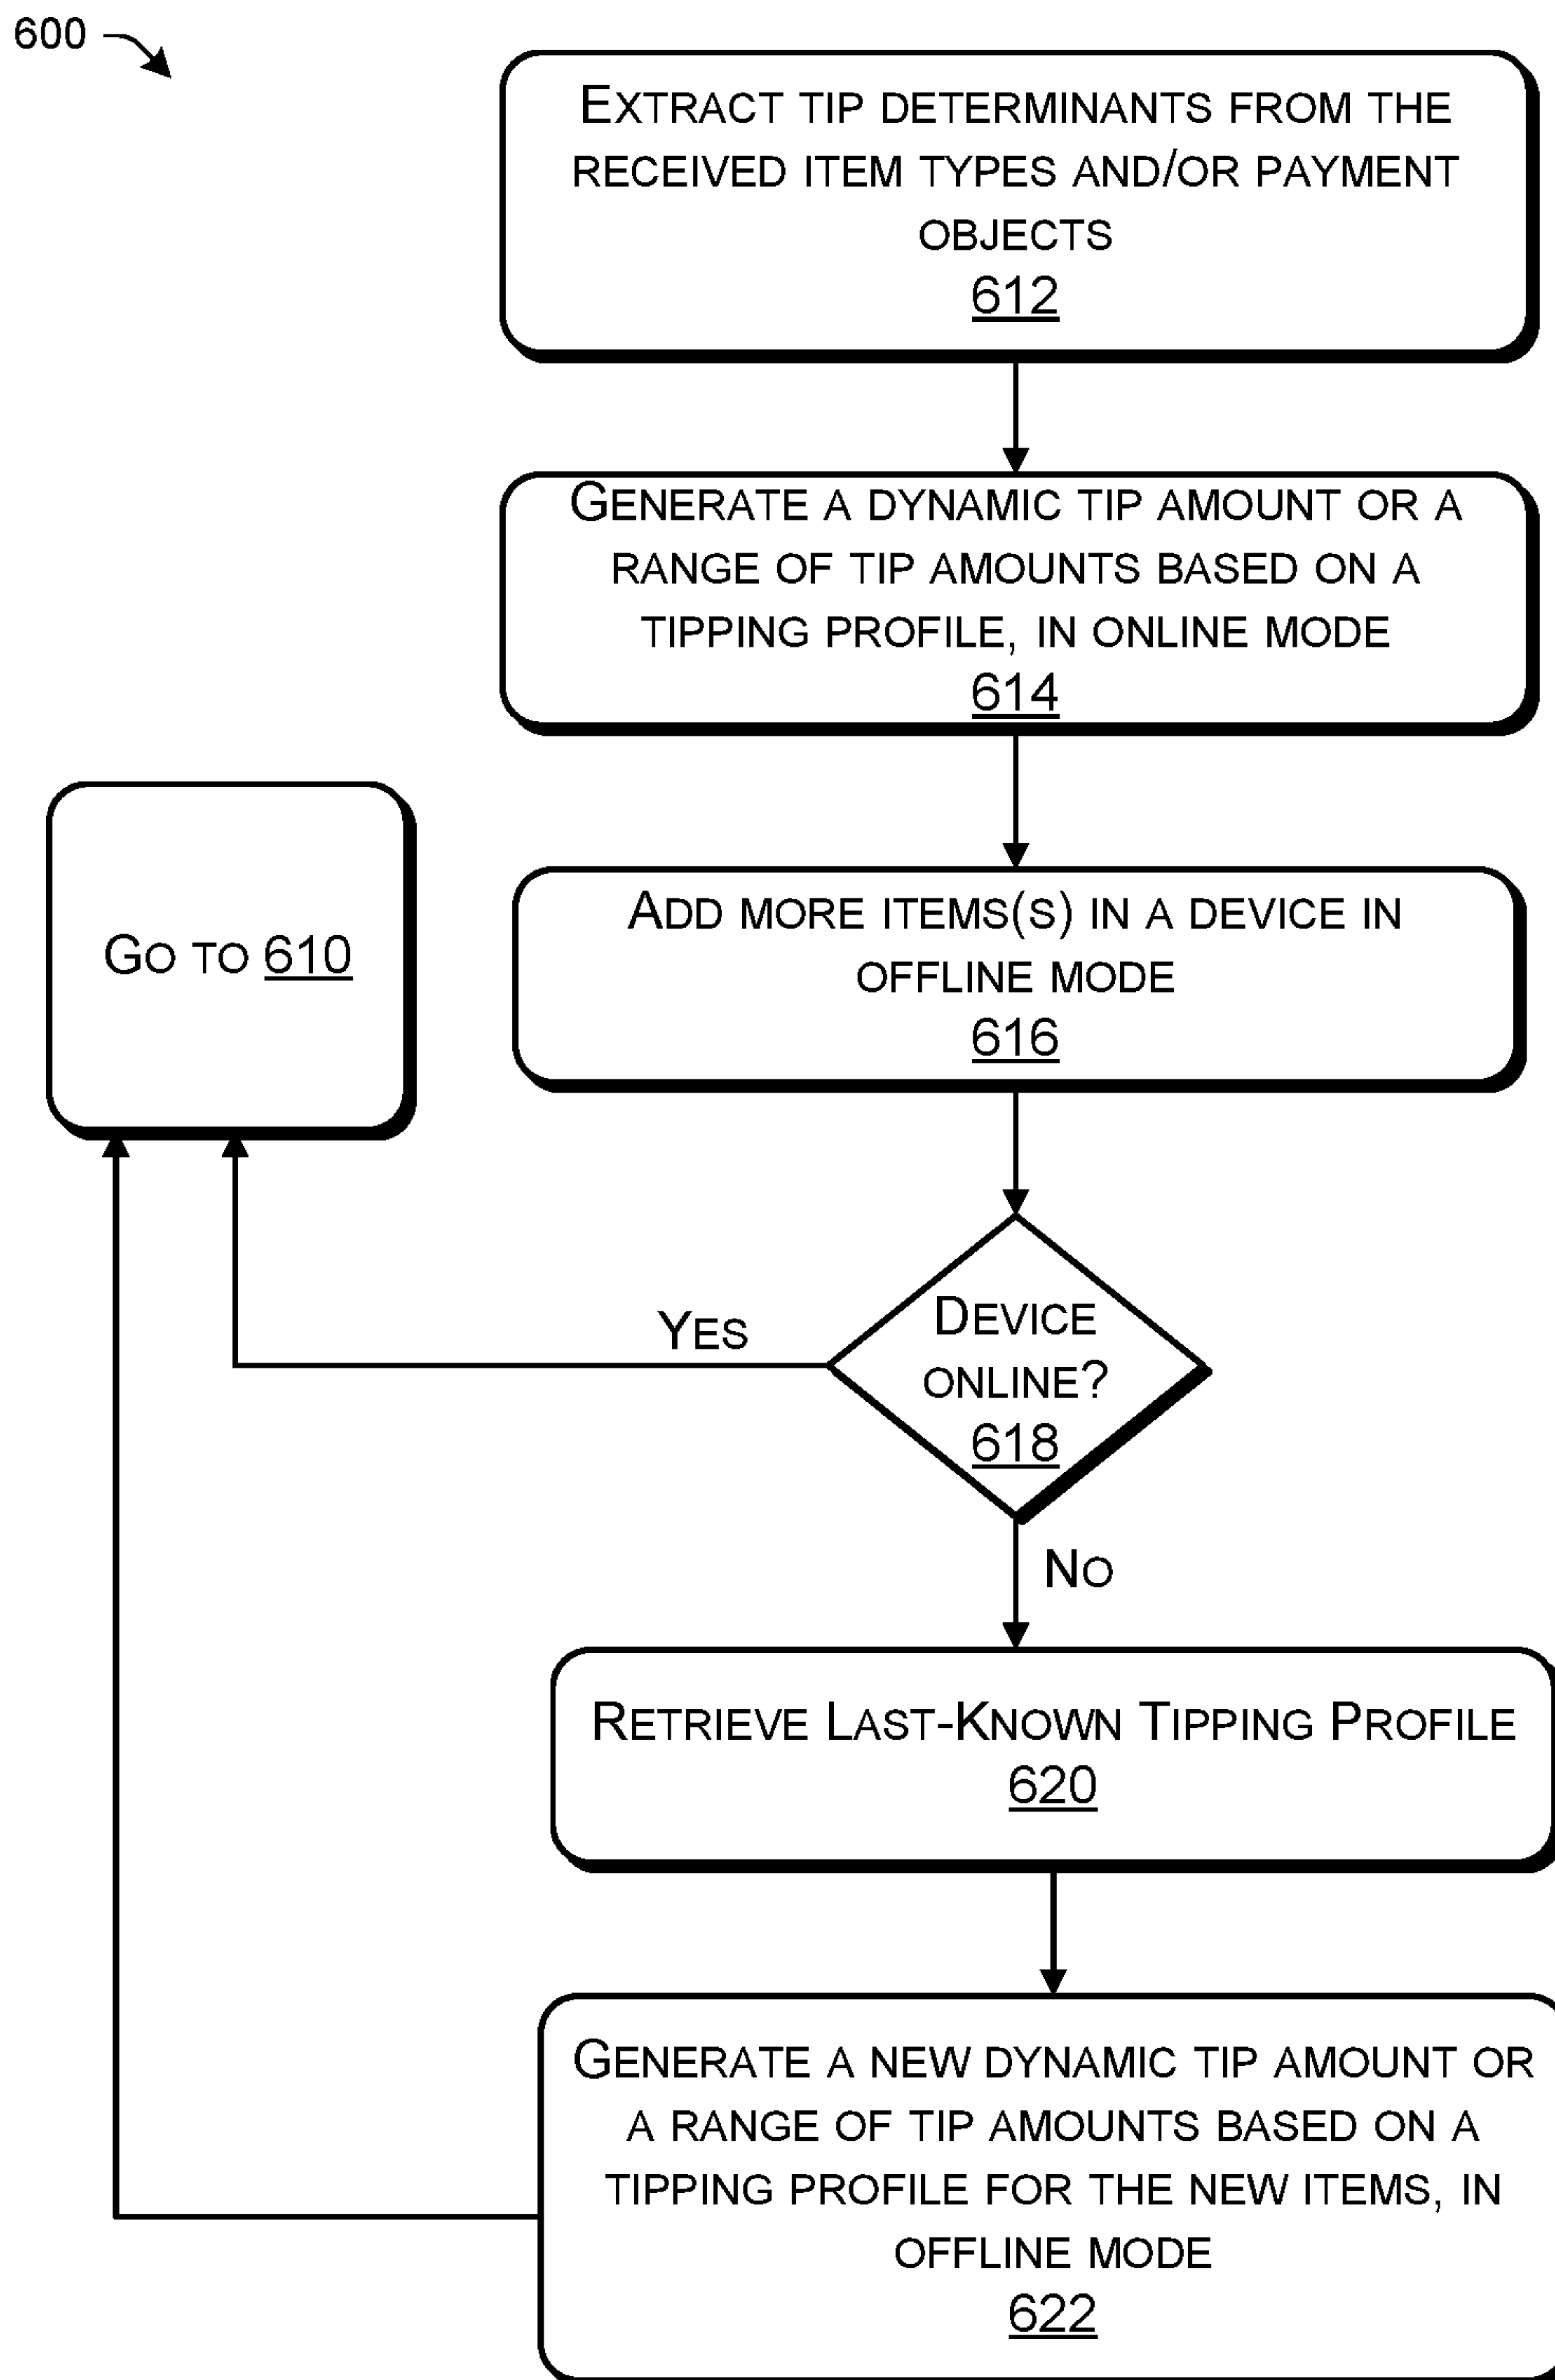 600
EXTRACT TIP DETERMINANTS FROM THE
RECEIVED ITEM TYPES AND/OR PAYMENT
OBJECTS
612
GENERATE A DYNAMIC TIP AMOUNT OR A
RANGE OF TIP AMOUNTS BASED ON A
TIPPING PROFILE, IN ONLINE MODE
614
GO TO 610
ADD MORE ITEMS(S) IN A DEVICE IN
OFFLINE MODE
616
DEVICE
ONLINE?
618
YES
NO
RETRIEVE LAST-KNOWN TIPPING PROFILE
620
GENERATE A NEW DYNAMIC TIP AMOUNT OR
A RANGE OF TIP AMOUNTS BASED ON A
TIPPING PROFILE FOR THE NEW ITEMS, IN
OFFLINE MODE
622